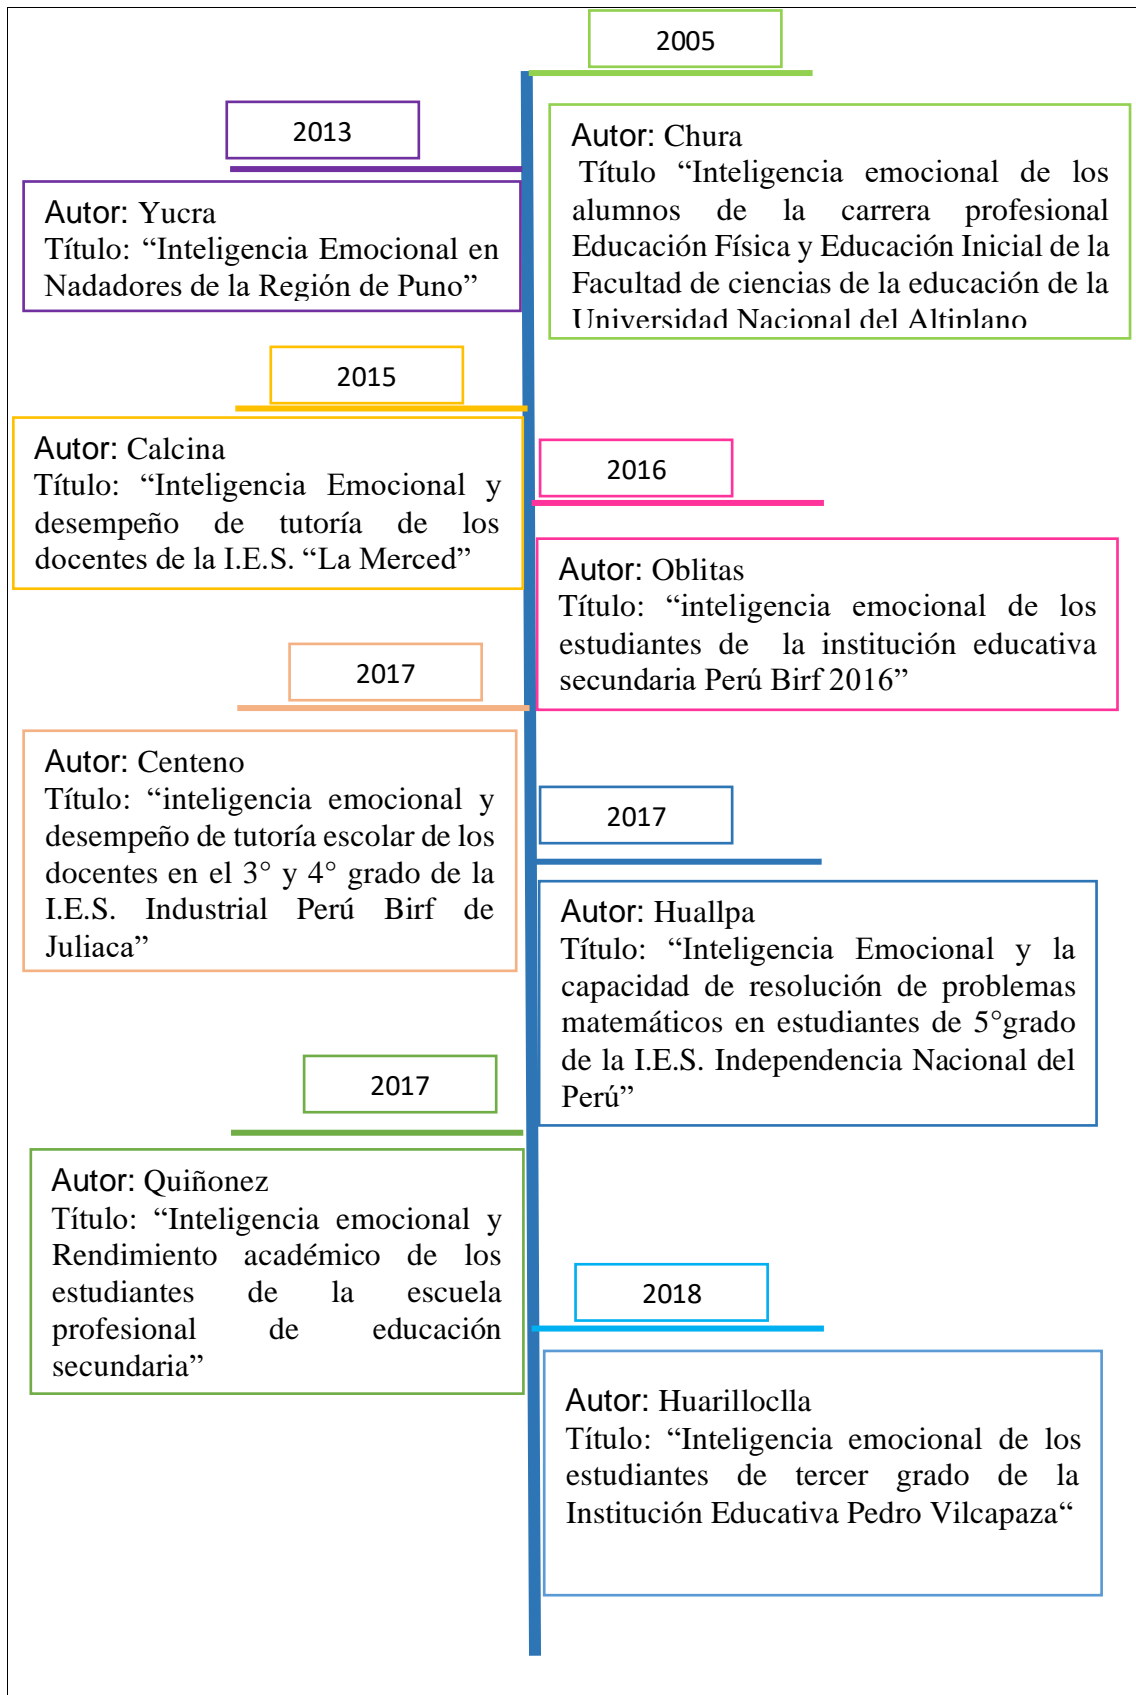 2005
Autor: Chura
Título “Inteligencia emocional de los
alumnos de la carrera profesional
Educación Física y Educación Inicial de la
Facultad de ciencias de la educación de la
Universidad Nacional del Altiplano
2013
Autor: Yucra
Título: “Inteligencia Emocional en
Nadadores de la Región de Puno”
2015
Autor: Calcina
Título: “Inteligencia Emocional y
desempeño de tutoría de los
docentes de la I.E.S. “La Merced”
2016
Autor: Oblitas
Título: “inteligencia emocional de los
estudiantes de la institución educativa
secundaria Perú Birf 2016”
2017
Autor: Centeno
Título: “inteligencia emocional y
desempeño de tutoría escolar de los
docentes en el 3° y 4° grado de la
I.E.S. Industrial Perú Birf de
Juliaca”
2017
Autor: Huallpa
Título: “Inteligencia Emocional y la
capacidad de resolución de problemas
matemáticos en estudiantes de 5°grado
de la I.E.S. Independencia Nacional del
Perú”
2017
Autor: Quiñonez
Título: “Inteligencia emocional y
Rendimiento académico de los
estudiantes de la escuela
profesional de educación
secundaria”
2018
Autor: Huarilloclla
Título: “Inteligencia emocional de los
estudiantes de tercer grado de la
Institución Educativa Pedro Vilcapaza“